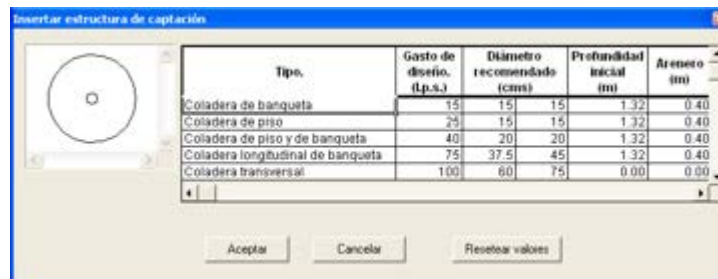 Insertar estructura de captación
Tipo. Gasto de diseño. (l.p.s.) Diámetro recomendado (cms) Profundidad inicial (m) Arenero (m)
Coladera de banqueta 15 15 15 1.32 0.40
Coladera de piso 25 15 15 1.32 0.40
Coladera de piso y de banqueta 40 20 20 1.32 0.40
Coladera longitudinal de banqueta 75 37.5 45 1.32 0.40
Coladera transversal 100 60 75 0.00 0.00
Aceptar Cancelar Resetear valores